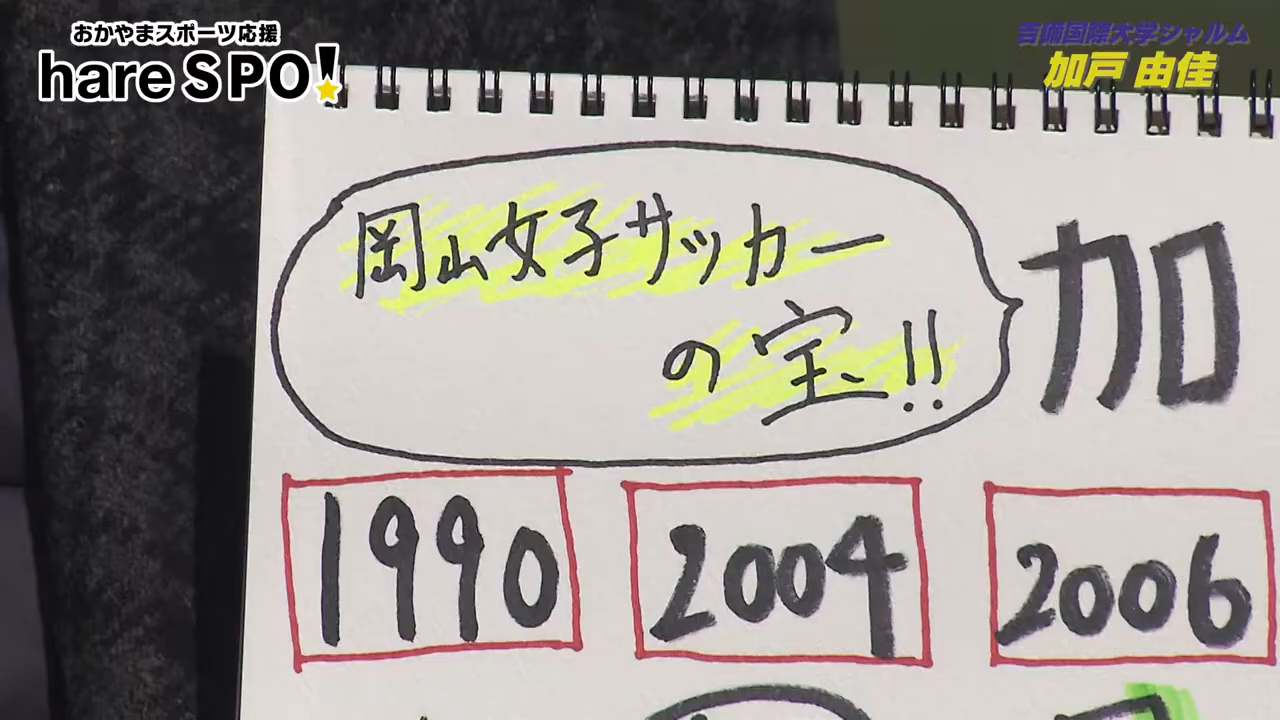 おかやまスポーツ応援
hare SPO!
吉備国際大学シャルム
加戸 由佳
岡山女子サッカー
の宝!!
加
1990
2004
2006